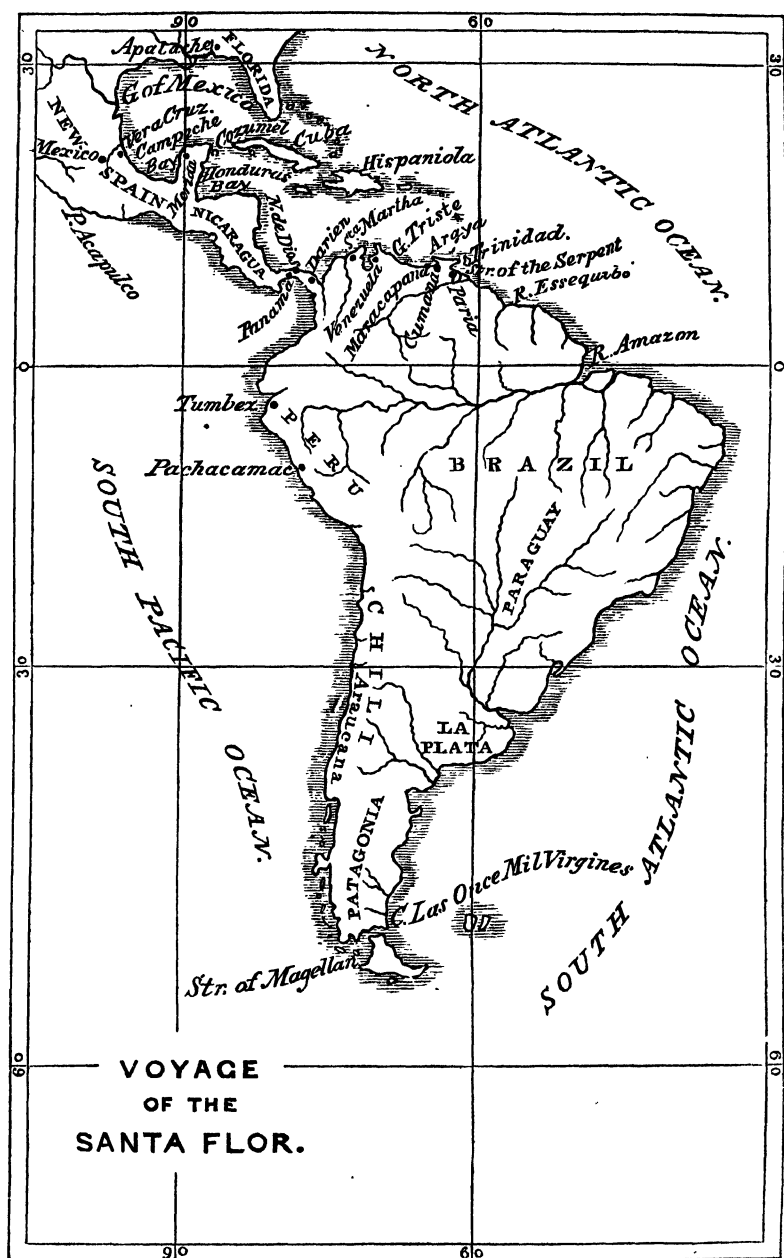 90
60
30
30
Apalache
FLORIDA
NORTH ATLANTIC OCEAN.
G of Mexico
NEW SPAIN
Vera Cruz.
Campeche Bay
Cozumel
Cuba
Mexico
Merida
Honduras Bay
Hispaniola
P. Acapulco
NICARAGUA
N. de Dios
Darien
Sta Martha
G. Triste
Araya
Trinidad.
Str. of the Serpent
R. Essequibo
Panama
Venezuela
Maracapana
Cumana
Paria
R. Amazon
0
0
Tumbez
PERU
Pachacamac
BRAZIL
SOUTH PACIFIC OCEAN.
PARAGUAY
CHILI
30
30
Araucana
LA PLATA
SOUTH ATLANTIC OCEAN.
PATAGONIA
C. Las Once Mil Virgines
Str. of Magellan
60
60
VOYAGE
OF THE
SANTA FLOR.
90
60